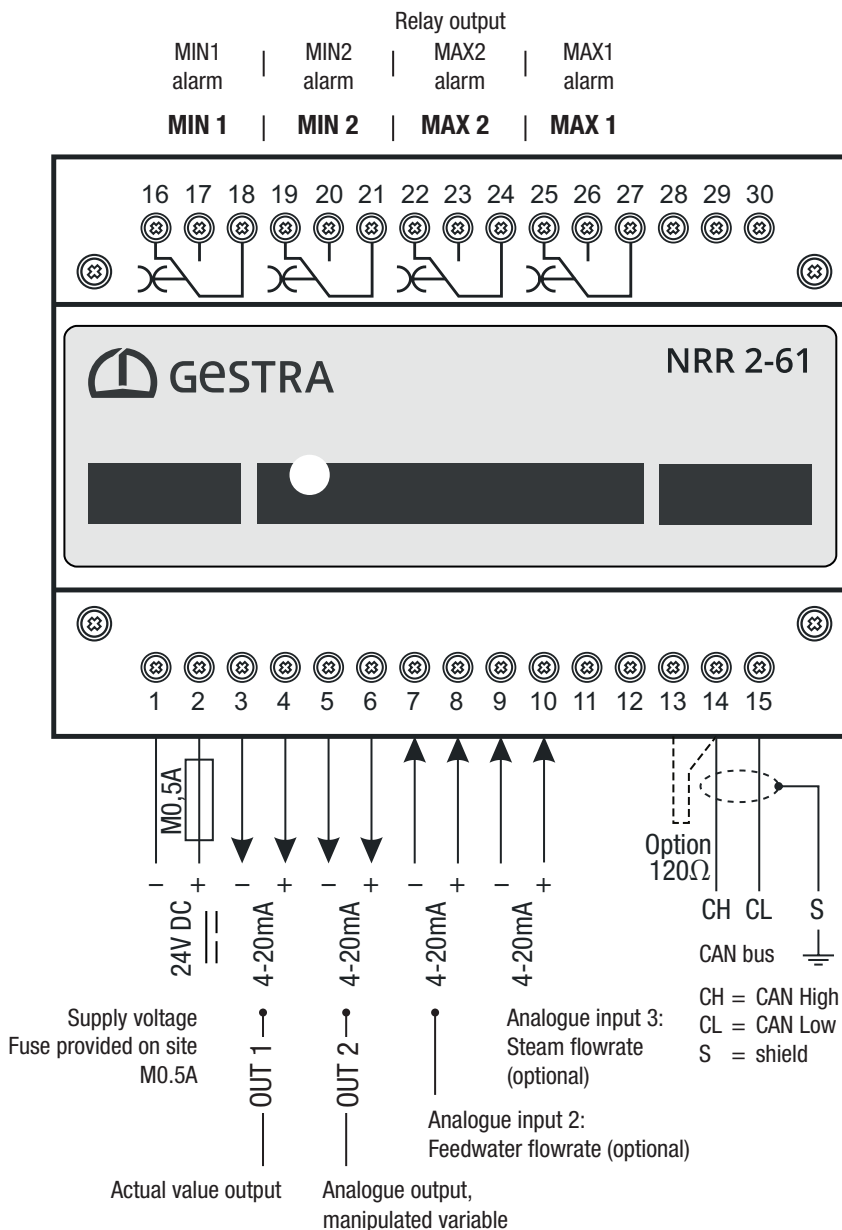 Relay output
MIN1 | MIN2 | MAX2 | MAX1
alarm alarm alarm alarm
MIN 1 | MIN 2 | MAX 2 | MAX 1
16 17 18 19 20 21 22 23 24 25 26 27 28 29 30
GESTRA
NRR 2-61
1 2 3 4 5 6 7 8 9 10 11 12 13 14 15
M0,5A
Option
120Ω
– + – + – + – + – +
24V DC
4-20mA
4-20mA
4-20mA
4-20mA
CH CL S
CAN bus
CH = CAN High
CL = CAN Low
S = shield
Supply voltage
Fuse provided on site
M0.5A
OUT 1
OUT 2
Analogue input 3:
Steam flowrate
(optional)
Analogue input 2:
Feedwater flowrate (optional)
Actual value output
Analogue output,
manipulated variable